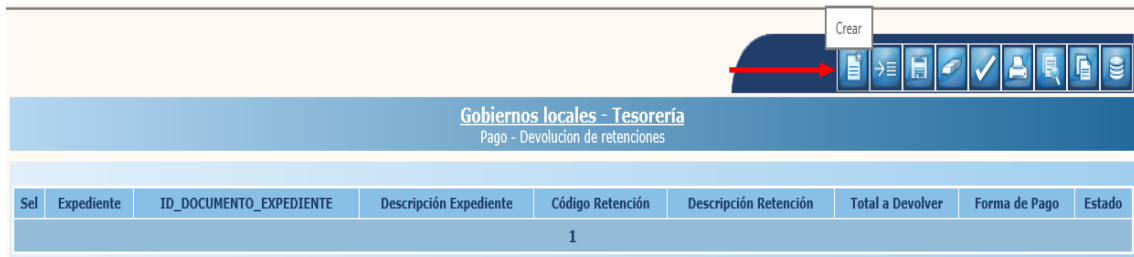 Crear
Gobiernos locales - Tesorería
Pago - Devolucion de retenciones
Sel Expediente ID_DOCUMENTO_EXPEDIENTE Descripción Expediente Código Retención Descripción Retención Total a Devolver Forma de Pago Estado
1